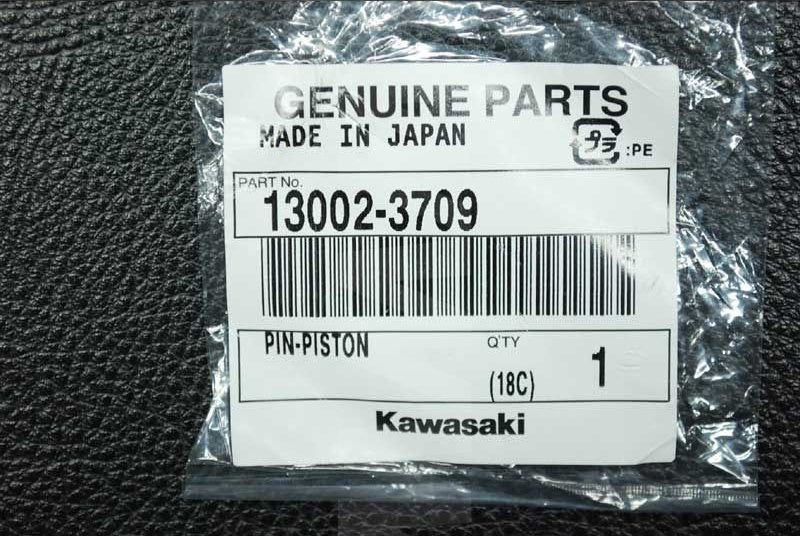 GENUINE PARTS
MADE IN JAPAN
プラ :PE
PART No.
13002-3709
PIN-PISTON
Q'TY
(18C)
1
Kawasaki